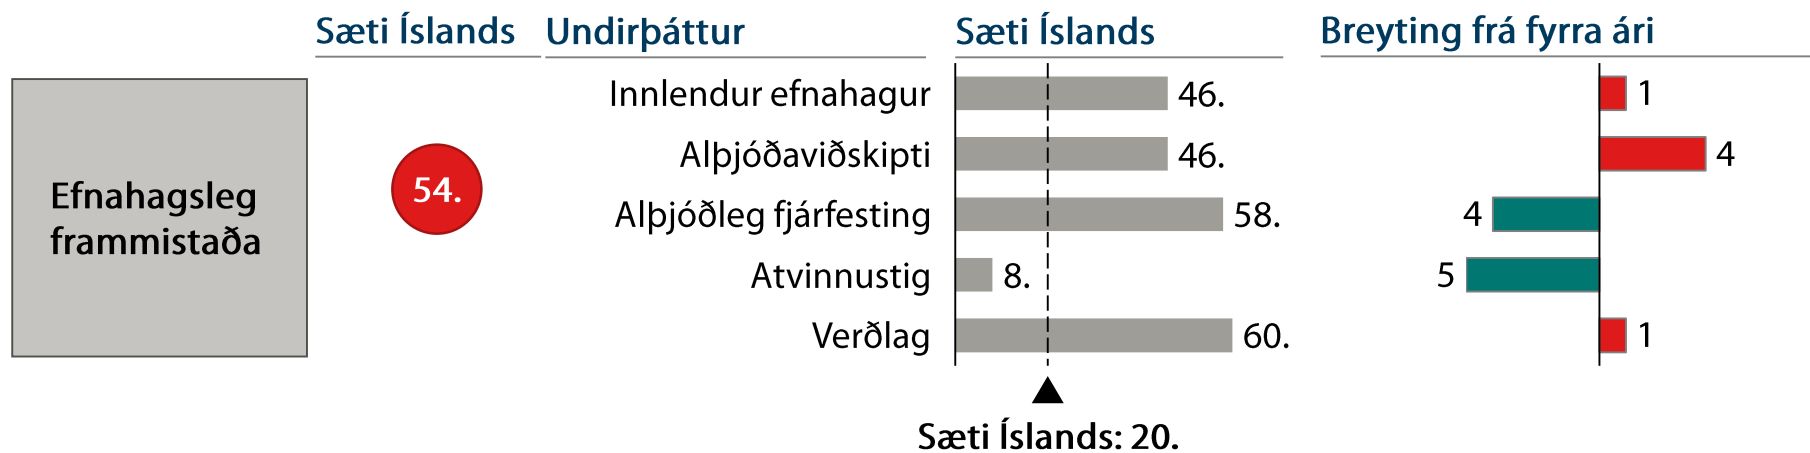 Sæti Íslands Undirþáttur Sæti Íslands Breyting frá fyrra ári
Efnahagsleg
frammistaða
54.
Innlendur efnahagur 46. 1
Alþjóðaviðskipti 46. 4
Alþjóðleg fjárfesting 58. 4
Atvinnustig 8. 5
Verðlag 60. 1
Sæti Íslands: 20.